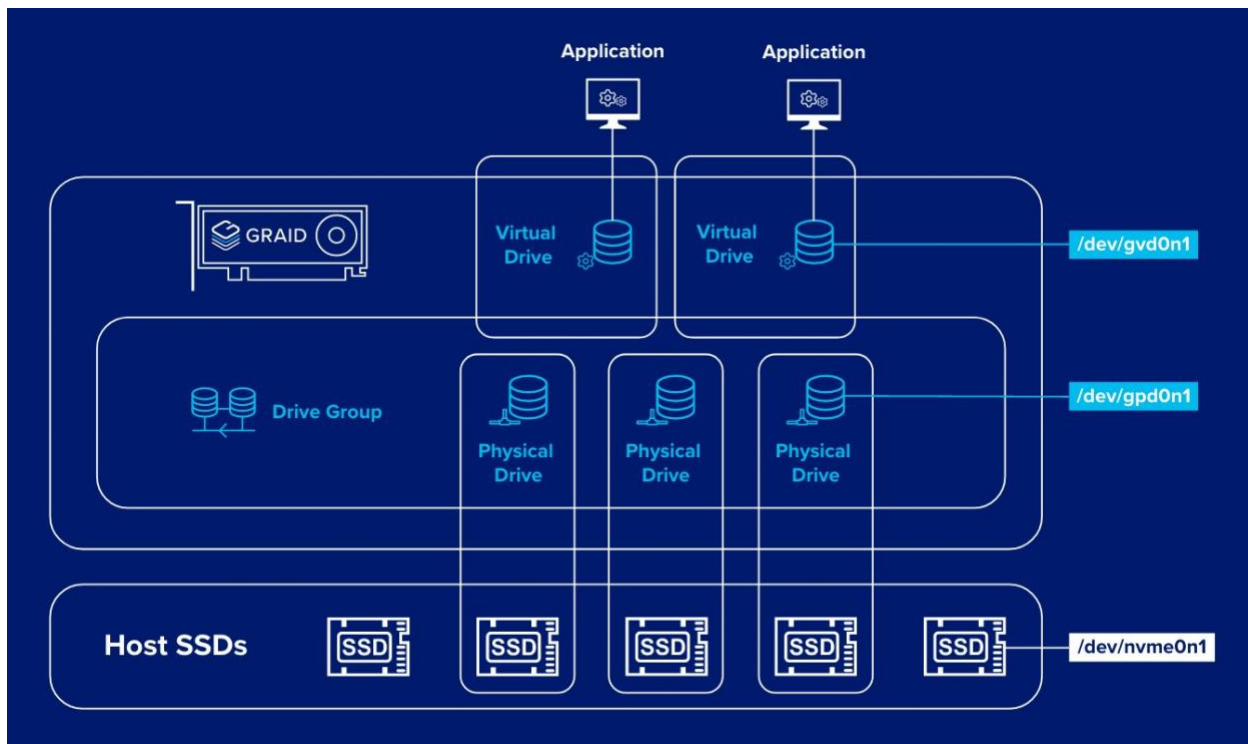 Application
Application
GRAID
Virtual
Drive
Virtual
Drive
/dev/gvd0n1
Drive Group
Physical
Drive
Physical
Drive
Physical
Drive
/dev/gpd0n1
Host SSDs
SSD
SSD
SSD
SSD
SSD
/dev/nvme0n1